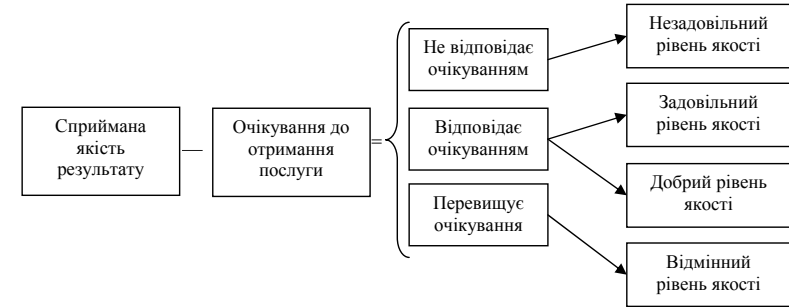 Сприймана
якість
результату
—
Очікування до
отримання
послуги
=
Не відповідає
очікуванням
Відповідає
очікуванням
Перевищує
очікування
Незадовільний
рівень якості
Задовільний
рівень якості
Добрий рівень
якості
Відмінний
рівень якості